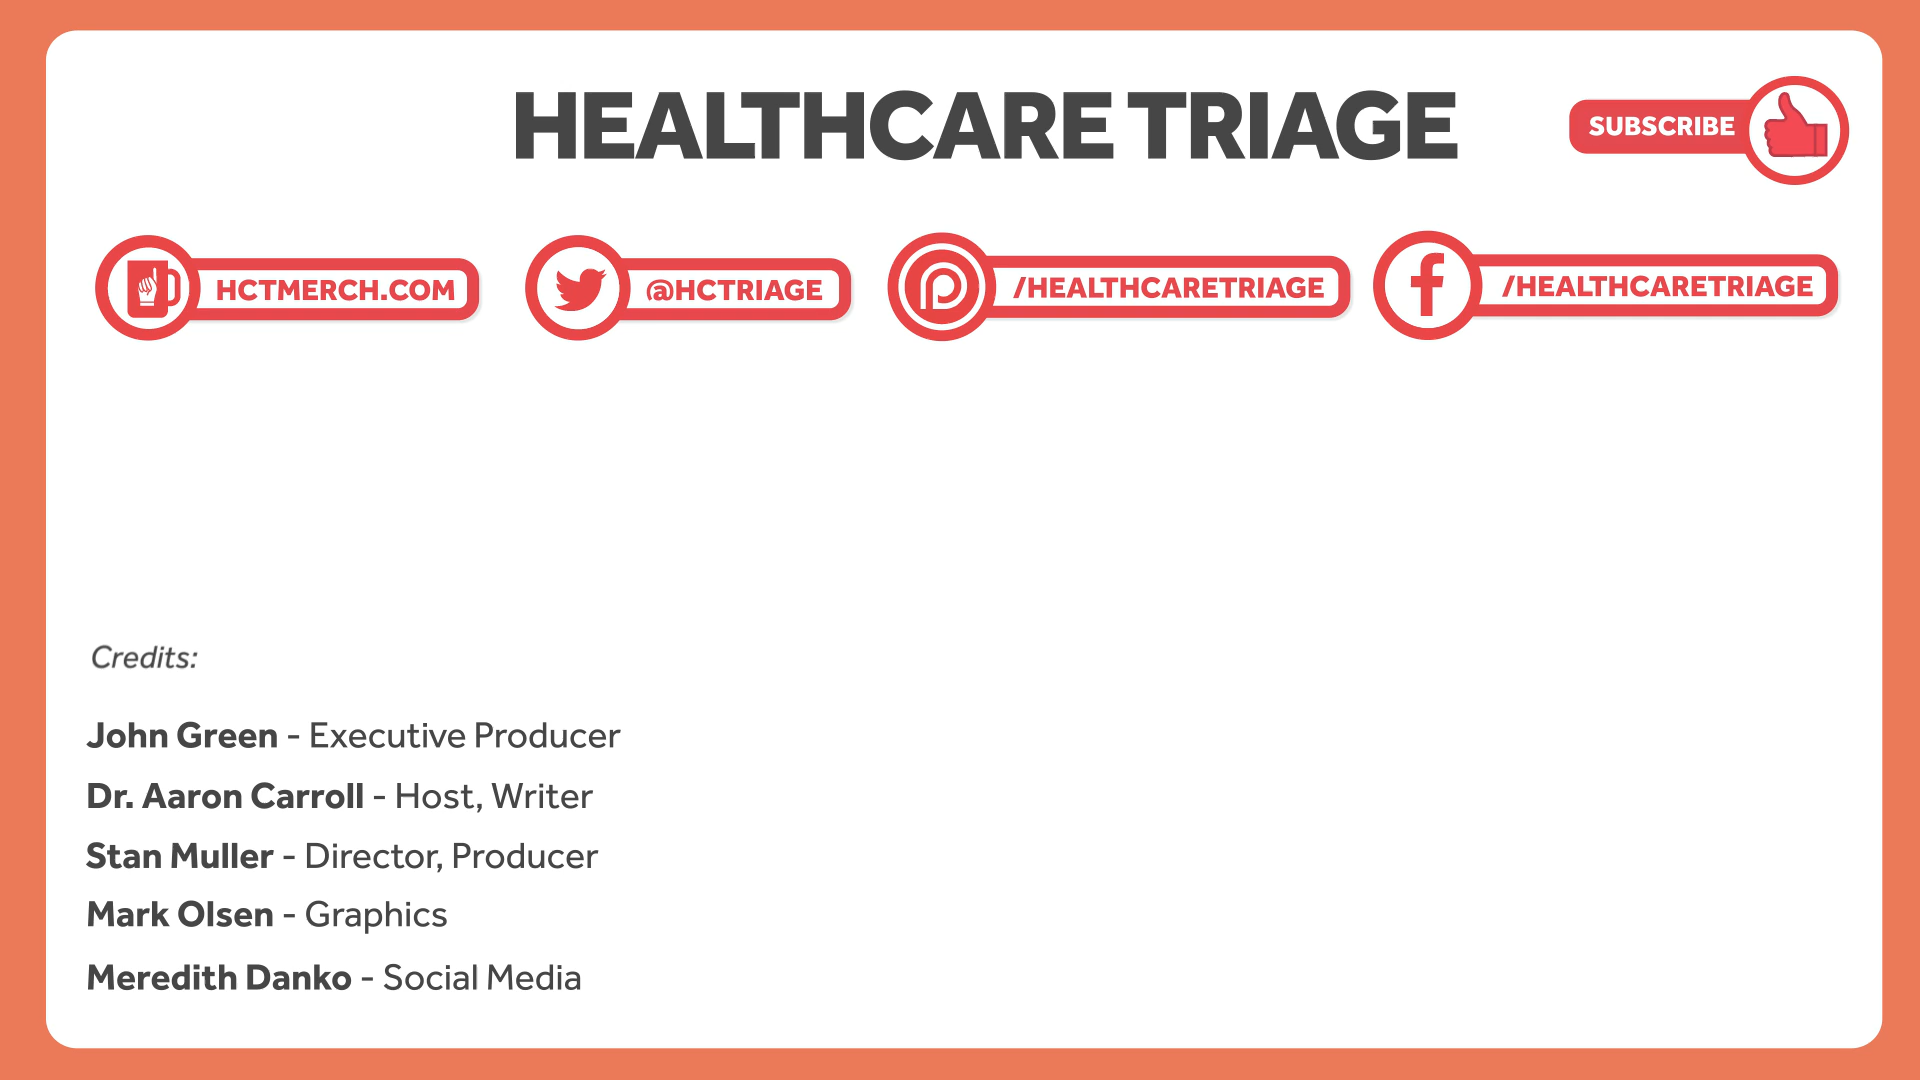 HEALTHCARE TRIAGE
SUBSCRIBE
HCTMERCH.COM
@HCTRIAGE
/HEALTHCARETRIAGE
/HEALTHCARETRIAGE
Credits:
John Green - Executive Producer
Dr. Aaron Carroll - Host, Writer
Stan Muller - Director, Producer
Mark Olsen - Graphics
Meredith Danko - Social Media